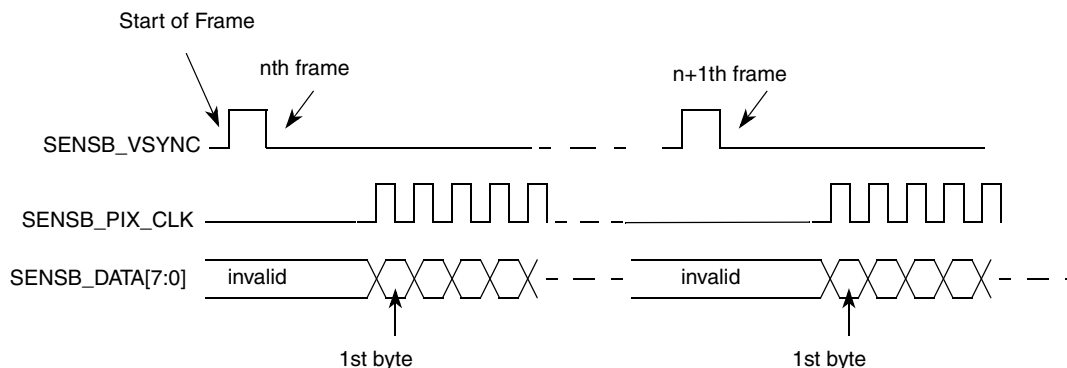 Start of Frame
nth frame
n+1th frame
SENSB_VSYNC
SENSB_PIX_CLK
SENSB_DATA[7:0]
invalid
invalid
1st byte
1st byte